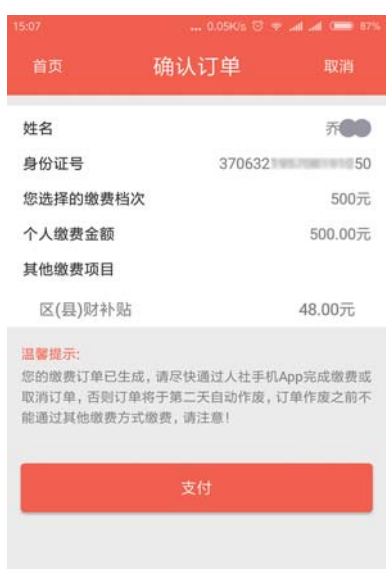 15:07 ... 0.05K/s 87%
首页 确认订单 取消
姓名 乔
身份证号 370632 50
您选择的缴费档次 500元
个人缴费金额 500.00元
其他缴费项目
区(县)财补贴 48.00元
温馨提示:
您的缴费订单已生成，请尽快通过人社手机App完成缴费或
取消订单，否则订单将于第二天自动作废，订单作废之前不
能通过其他缴费方式缴费，请注意！
支付